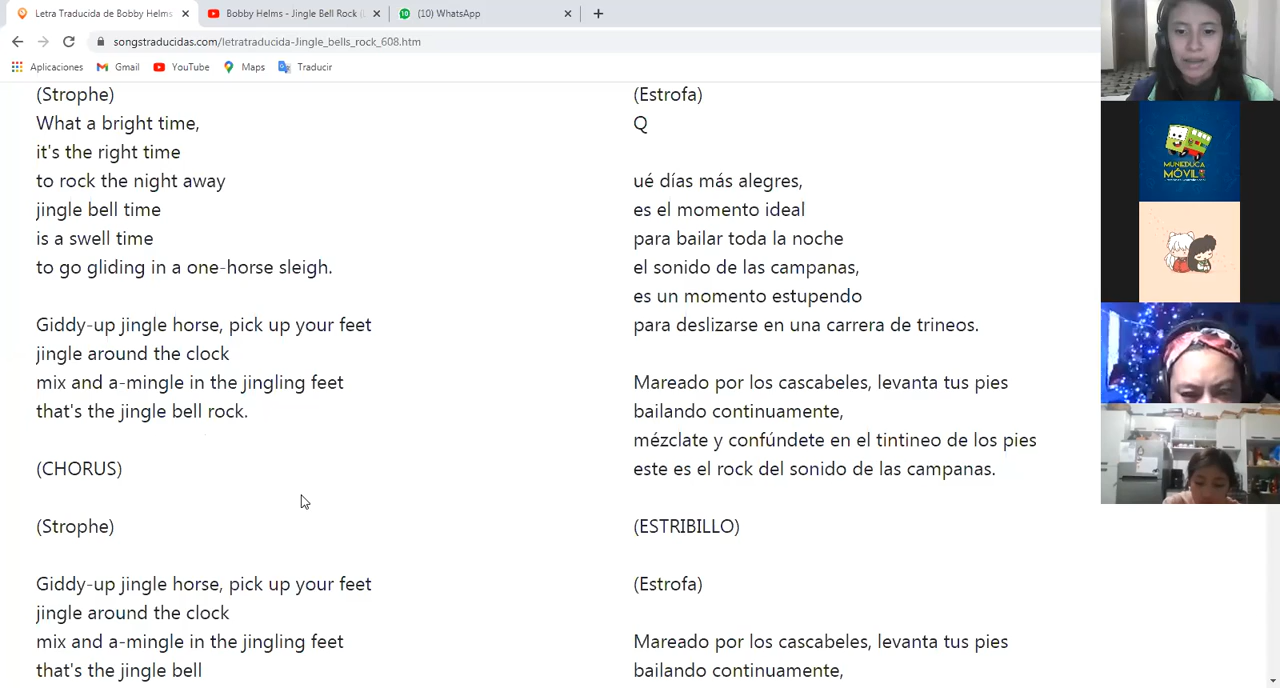 Letra Traducida de Bobby Helms
Bobby Helms - Jingle Bell Rock (L
(10) WhatsApp
songstraducidas.com/letratraducida-Jingle_bells_rock_608.htm
Aplicaciones
Gmail
YouTube
Maps
Traducir
(Strophe)
What a bright time,
it's the right time
to rock the night away
jingle bell time
is a swell time
to go gliding in a one-horse sleigh.
Giddy-up jingle horse, pick up your feet
jingle around the clock
mix and a-mingle in the jingling feet
that's the jingle bell rock.
(CHORUS)
(Strophe)
Giddy-up jingle horse, pick up your feet
jingle around the clock
mix and a-mingle in the jingling feet
that's the jingle bell
(Estrofa)
Q
ué días más alegres,
es el momento ideal
para bailar toda la noche
el sonido de las campanas,
es un momento estupendo
para deslizarse en una carrera de trineos.
Mareado por los cascabeles, levanta tus pies
bailando continuamente,
mézclate y confúndete en el tintineo de los pies
este es el rock del sonido de las campanas.
(ESTRIBILLO)
(Estrofa)
Mareado por los cascabeles, levanta tus pies
bailando continuamente,
MUNIEDUCA
MÓVIL